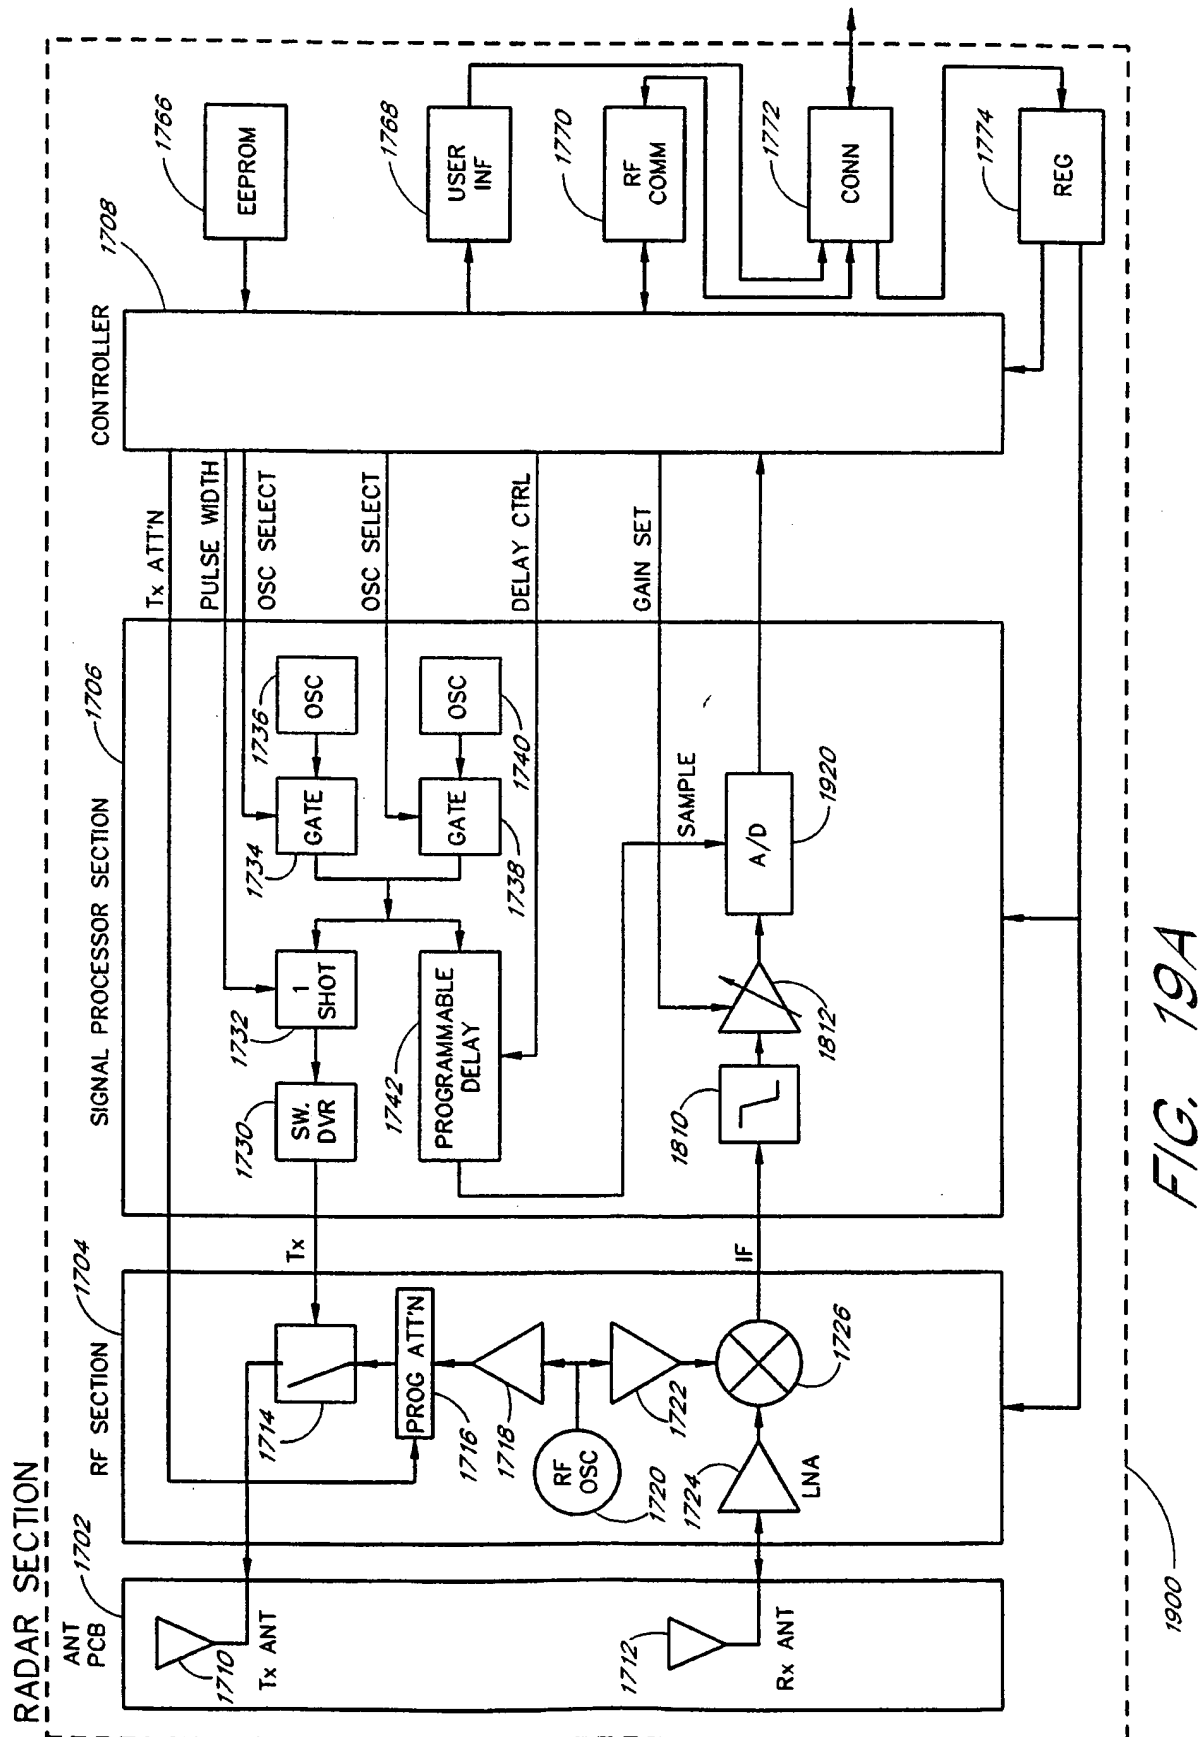 RADAR SECTION
ANT
PCB
1702
1710
Tx ANT
1712
Rx ANT
RF SECTION
1704
1714
PROG ATT'N
1716
1718
RF
OSC
1720
1722
1724
LNA
1726
Tx
IF
SIGNAL PROCESSOR SECTION
1706
SW.
DVR
1730
1
SHOT
1732
GATE
1734
OSC
1736
GATE
1738
OSC
1740
PROGRAMMABLE
DELAY
1742
1810
1812
SAMPLE
A/D
1920
Tx ATT'N
PULSE WIDTH
OSC SELECT
OSC SELECT
DELAY CTRL
GAIN SET
CONTROLLER
1708
EEPROM
1766
USER
INF
1768
RF
COMM
1770
CONN
1772
REG
1774
1900
FIG. 19A